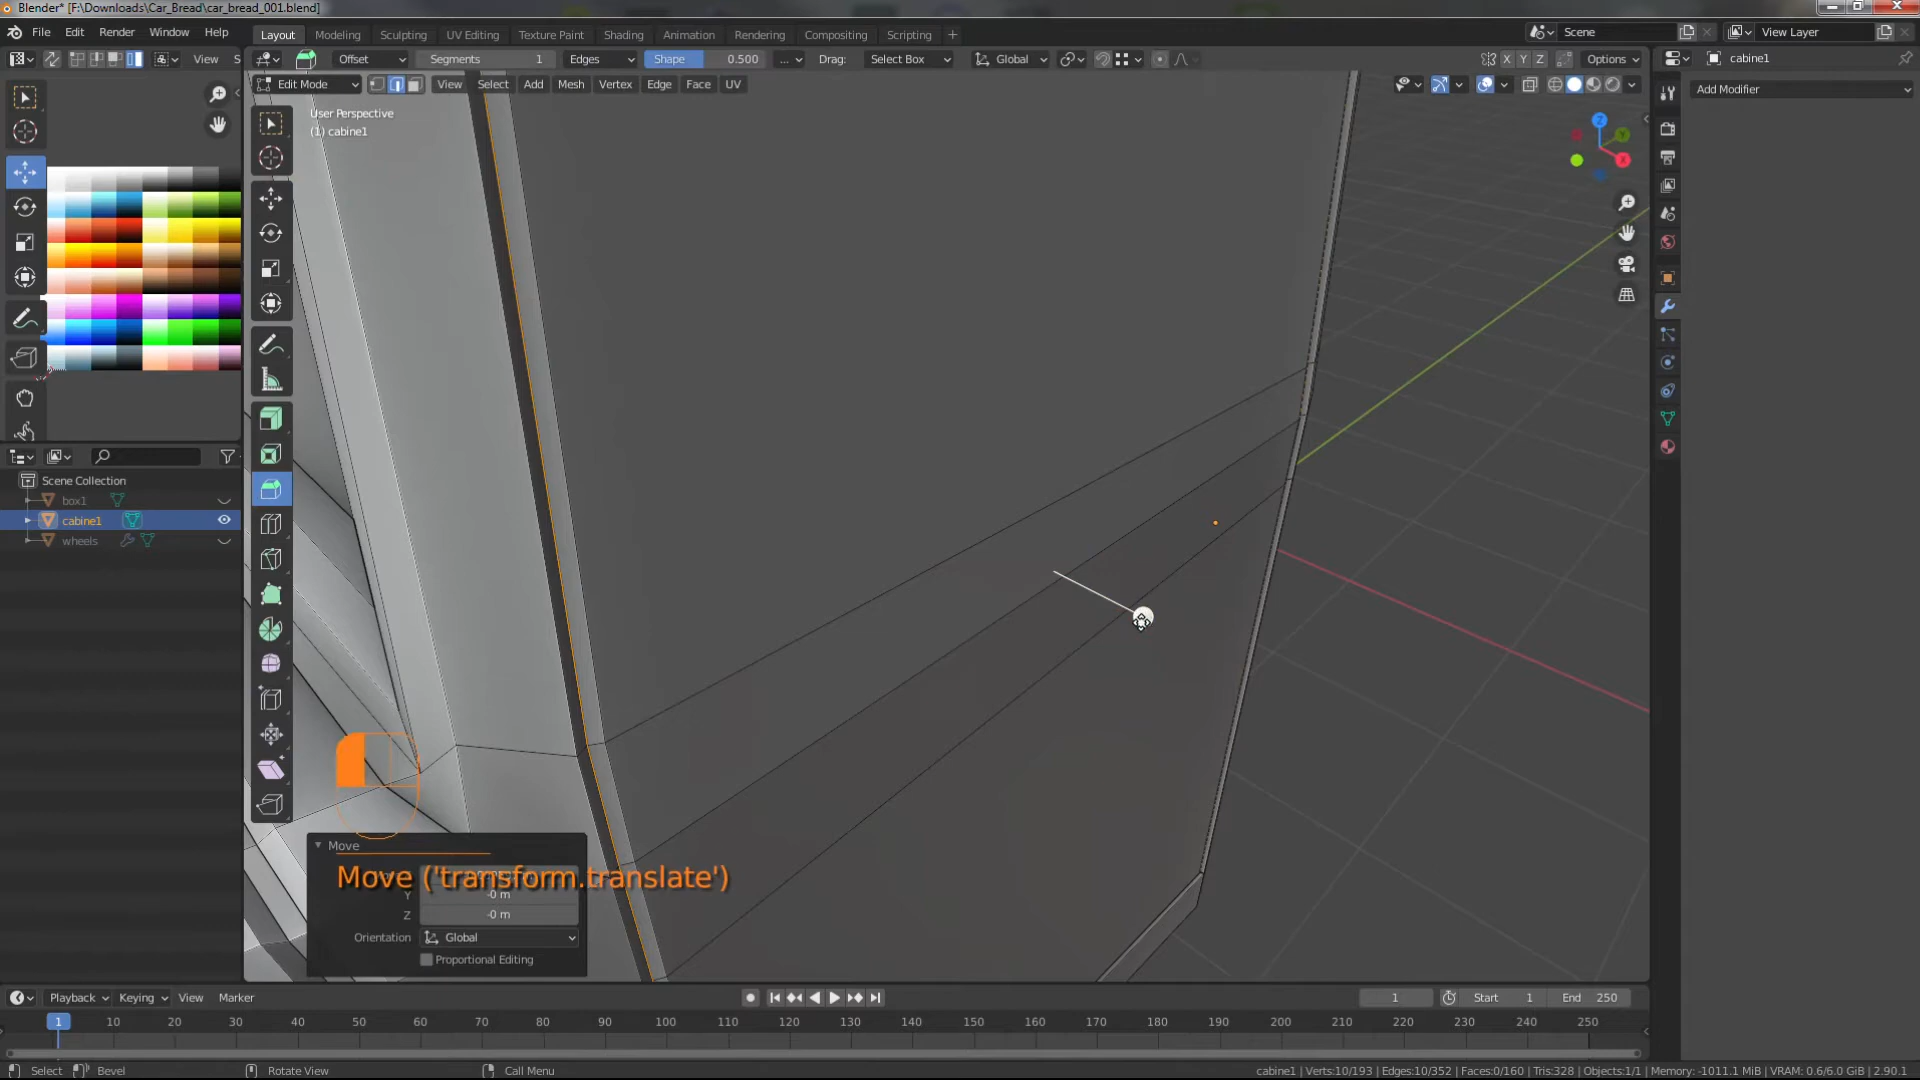 Blender* [F:\Downloads\Car_Bread\car_bread_001.blend]
File Edit Render Window Help
Layout Modeling Sculpting UV Editing Texture Paint Shading Animation Rendering Compositing Scripting
Scene
View Layer
View
Offset
Segments 1
Edges
Shape 0.500
...
Drag:
Select Box
Global
X Y Z
Options
cabine1
Edit Mode
View Select Add Mesh Vertex Edge Face UV
Add Modifier
User Perspective
(1) cabine1
Z
Y
X
Scene Collection
box1
cabine1
wheels
Move
Move ('transform.translate')
Y -0 m
Z -0 m
Orientation Global
Proportional Editing
Playback Keying View Marker
1
Start 1
End 250
1 10 20 30 40 50 60 70 80 90 100 110 120 130 140 150 160 170 180 190 200 210 220 230 240 250
Select Bevel Rotate View Call Menu
cabine1 | Verts:10/193 | Edges:10/352 | Faces:0/160 | Tris:328 | Objects:1/1 | Memory: -1011.1 MiB | VRAM: 0.6/6.0 GiB | 2.90.1